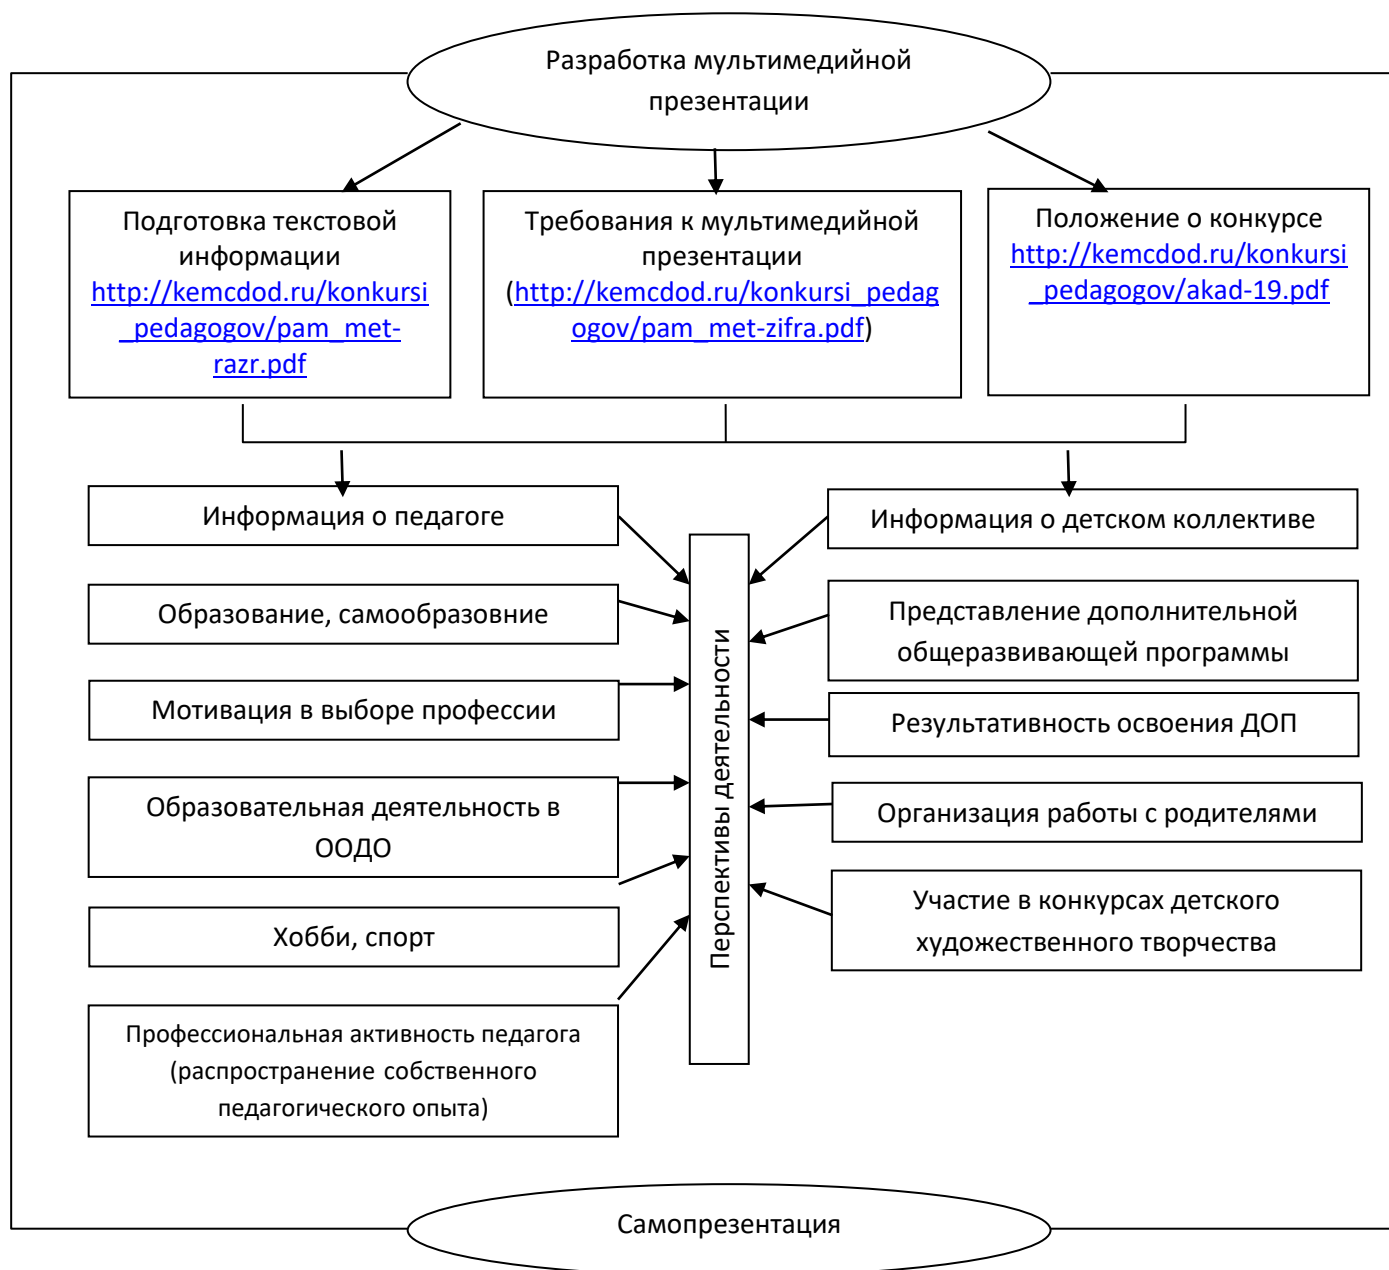 Разработка мультимедийной
презентации
Подготовка текстовой
информации
http://kemcdod.ru/konkursi
_pedagogov/pam_met-
razr.pdf
Требования к мультимедийной
презентации
(http://kemcdod.ru/konkursi_pedag
ogov/pam_met-zifra.pdf)
Положение о конкурсе
http://kemcdod.ru/konkursi
_pedagogov/akad-19.pdf
Информация о педагоге
Образование, самообразовние
Мотивация в выборе профессии
Образовательная деятельность в
ООДО
Хобби, спорт
Профессиональная активность педагога
(распространение собственного
педагогического опыта)
Перспективы деятельности
Информация о детском коллективе
Представление дополнительной
общеразвивающей программы
Результативность освоения ДОП
Организация работы с родителями
Участие в конкурсах детского
художественного творчества
Самопрезентация